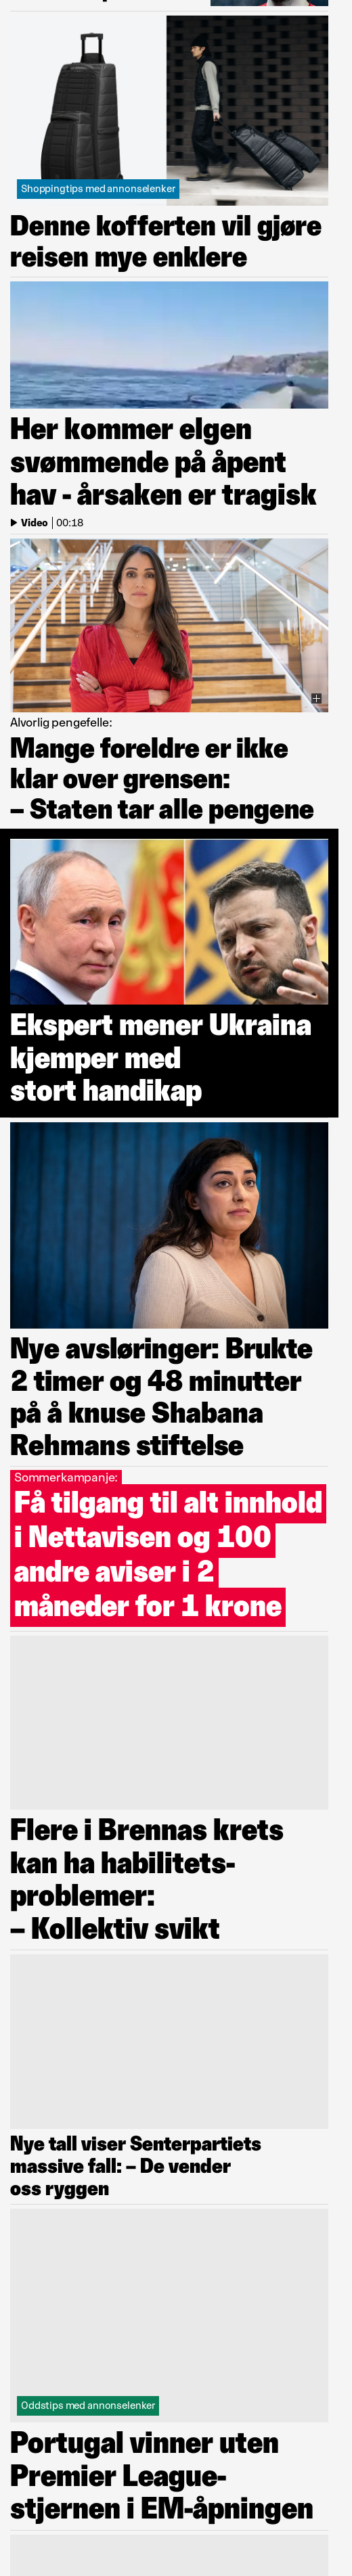 Shoppingtips med annonselenker
Denne kofferten vil gjøre
reisen mye enklere
Her kommer elgen
svømmende på åpent
hav - årsaken er tragisk
Video | 00:18
Alvorlig pengefelle:
Mange foreldre er ikke
klar over grensen:
– Staten tar alle pengene
Ekspert mener Ukraina
kjemper med
stort handikap
Nye avsløringer: Brukte
2 timer og 48 minutter
på å knuse Shabana
Rehmans stiftelse
Sommerkampanje:
Få tilgang til alt innhold
i Nettavisen og 100
andre aviser i 2
måneder for 1 krone
Flere i Brennas krets
kan ha habilitets-
problemer:
– Kollektiv svikt
Nye tall viser Senterpartiets
massive fall: – De vender
oss ryggen
Oddstips med annonselenker
Portugal vinner uten
Premier League-
stjernen i EM-åpningen